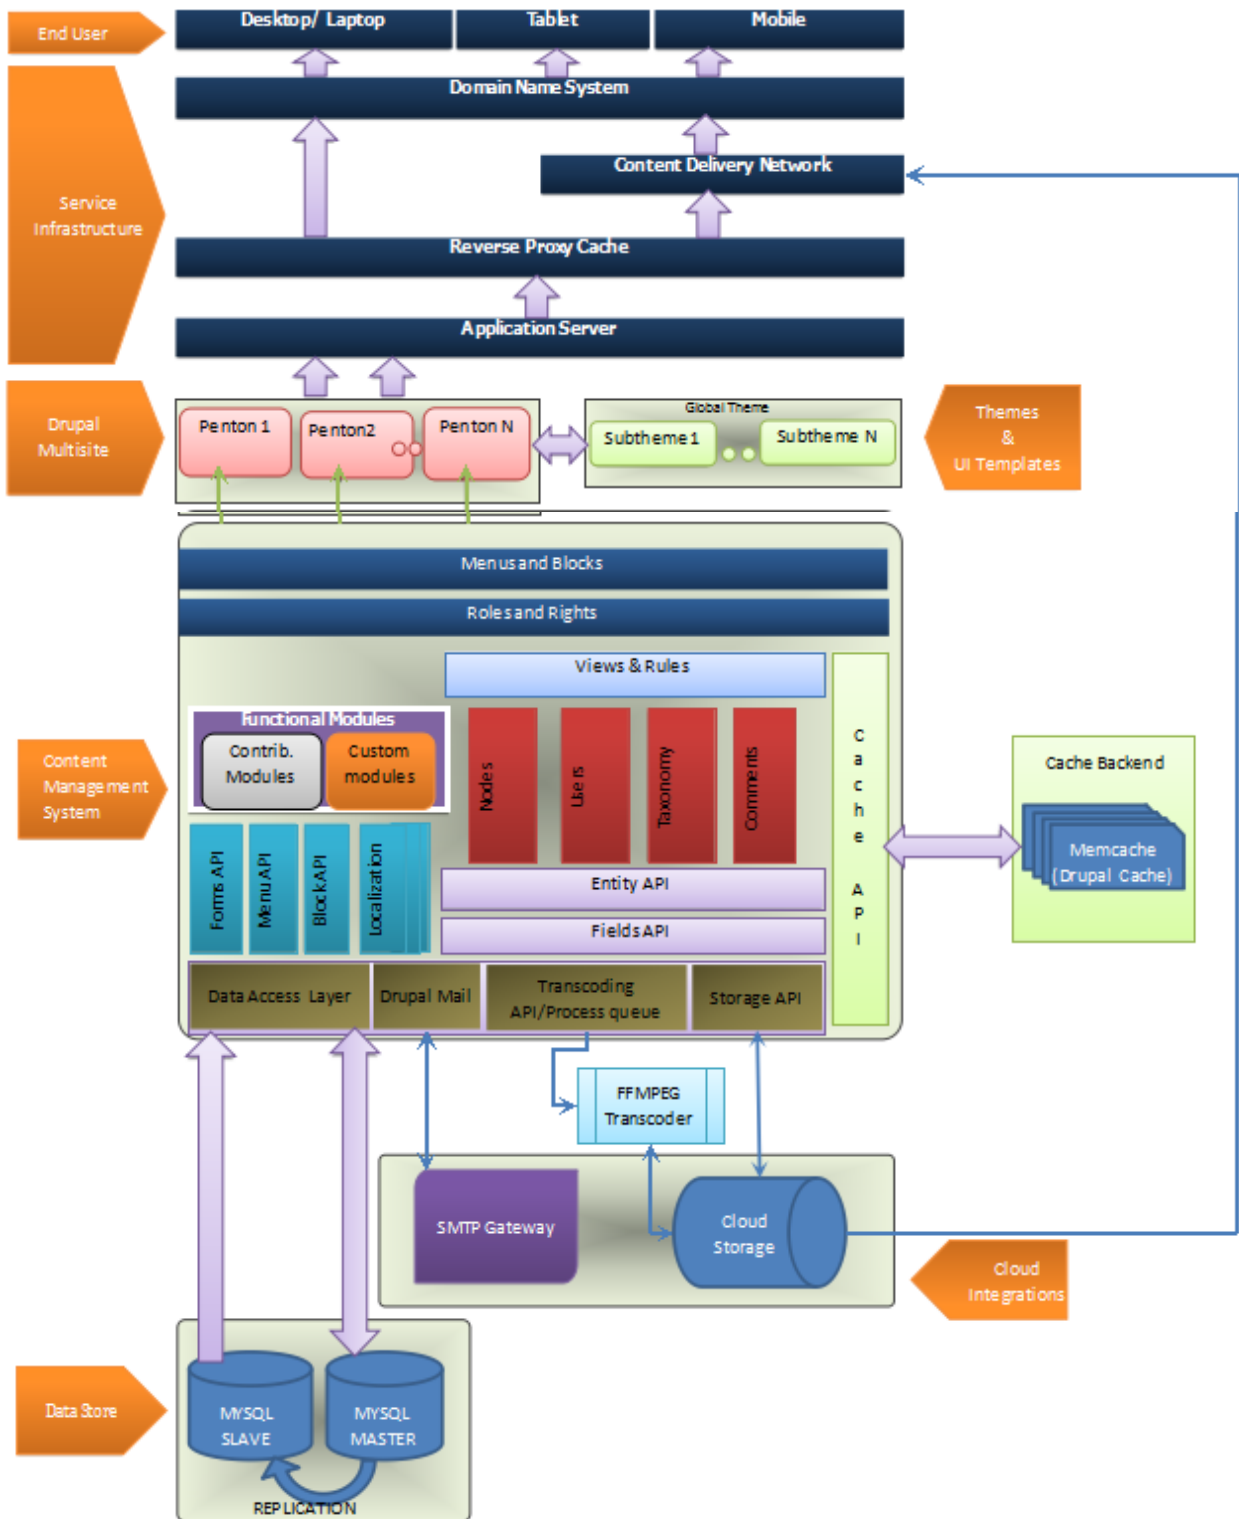 Desktop/ Laptop
Tablet
Mobile
End User
Domain Name System
Content Delivery Network
Service
Infrastructure
Reverse Proxy Cache
Application Server
Drupal
Multisite
Penton 1
Penton2
Penton N
Global Theme
Subtheme 1
Subtheme N
Themes
&
UI Templates
Menus and Blocks
Roles and Rights
Views & Rules
Functional Modules
Contrib.
Modules
Custom
modules
Nodes
Users
Taxonomy
Comments
Cache API
Content
Management
System
Cache Backend
Memcache
(Drupal Cache)
Forms API
Menu API
Block API
Localization
Entity API
Fields API
Data Access Layer
Drupal Mail
Transcoding
API/Process queue
Storage API
FFMPEG
Transcoder
SMTP Gateway
Cloud
Storage
Cloud
Integrations
Data Store
MYSQL
SLAVE
MYSQL
MASTER
REPLICATION